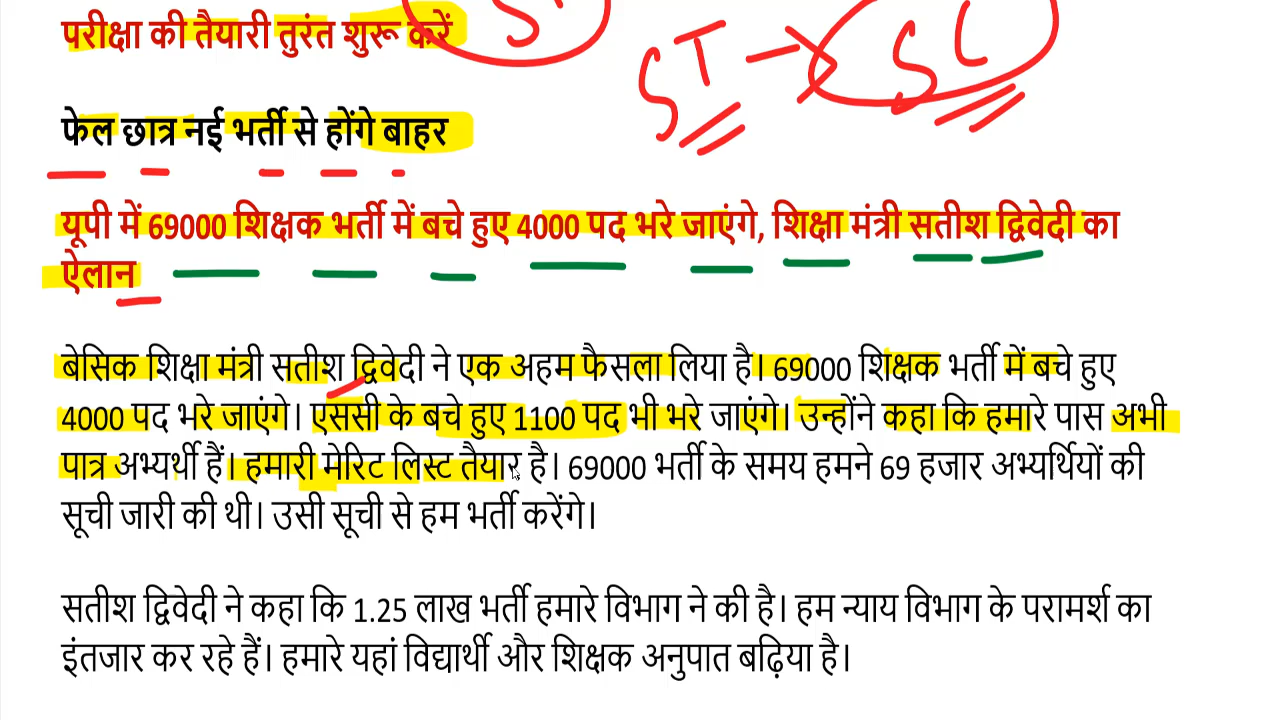 परीक्षा की तैयारी तुरंत शुरू करें
ST → SC
फेल छात्र नई भर्ती से होंगे बाहर
यूपी में 69000 शिक्षक भर्ती में बचे हुए 4000 पद भरे जाएंगे, शिक्षा मंत्री सतीश द्विवेदी का
ऐलान
बेसिक शिक्षा मंत्री सतीश द्विवेदी ने एक अहम फैसला लिया है। 69000 शिक्षक भर्ती में बचे हुए
4000 पद भरे जाएंगे। एससी के बचे हुए 1100 पद भी भरे जाएंगे। उन्होंने कहा कि हमारे पास अभी
पात्र अभ्यर्थी हैं। हमारी मेरिट लिस्ट तैयार है। 69000 भर्ती के समय हमने 69 हजार अभ्यर्थियों की
सूची जारी की थी। उसी सूची से हम भर्ती करेंगे।
सतीश द्विवेदी ने कहा कि 1.25 लाख भर्ती हमारे विभाग ने की है। हम न्याय विभाग के परामर्श का
इंतजार कर रहे हैं। हमारे यहां विद्यार्थी और शिक्षक अनुपात बढ़िया है।